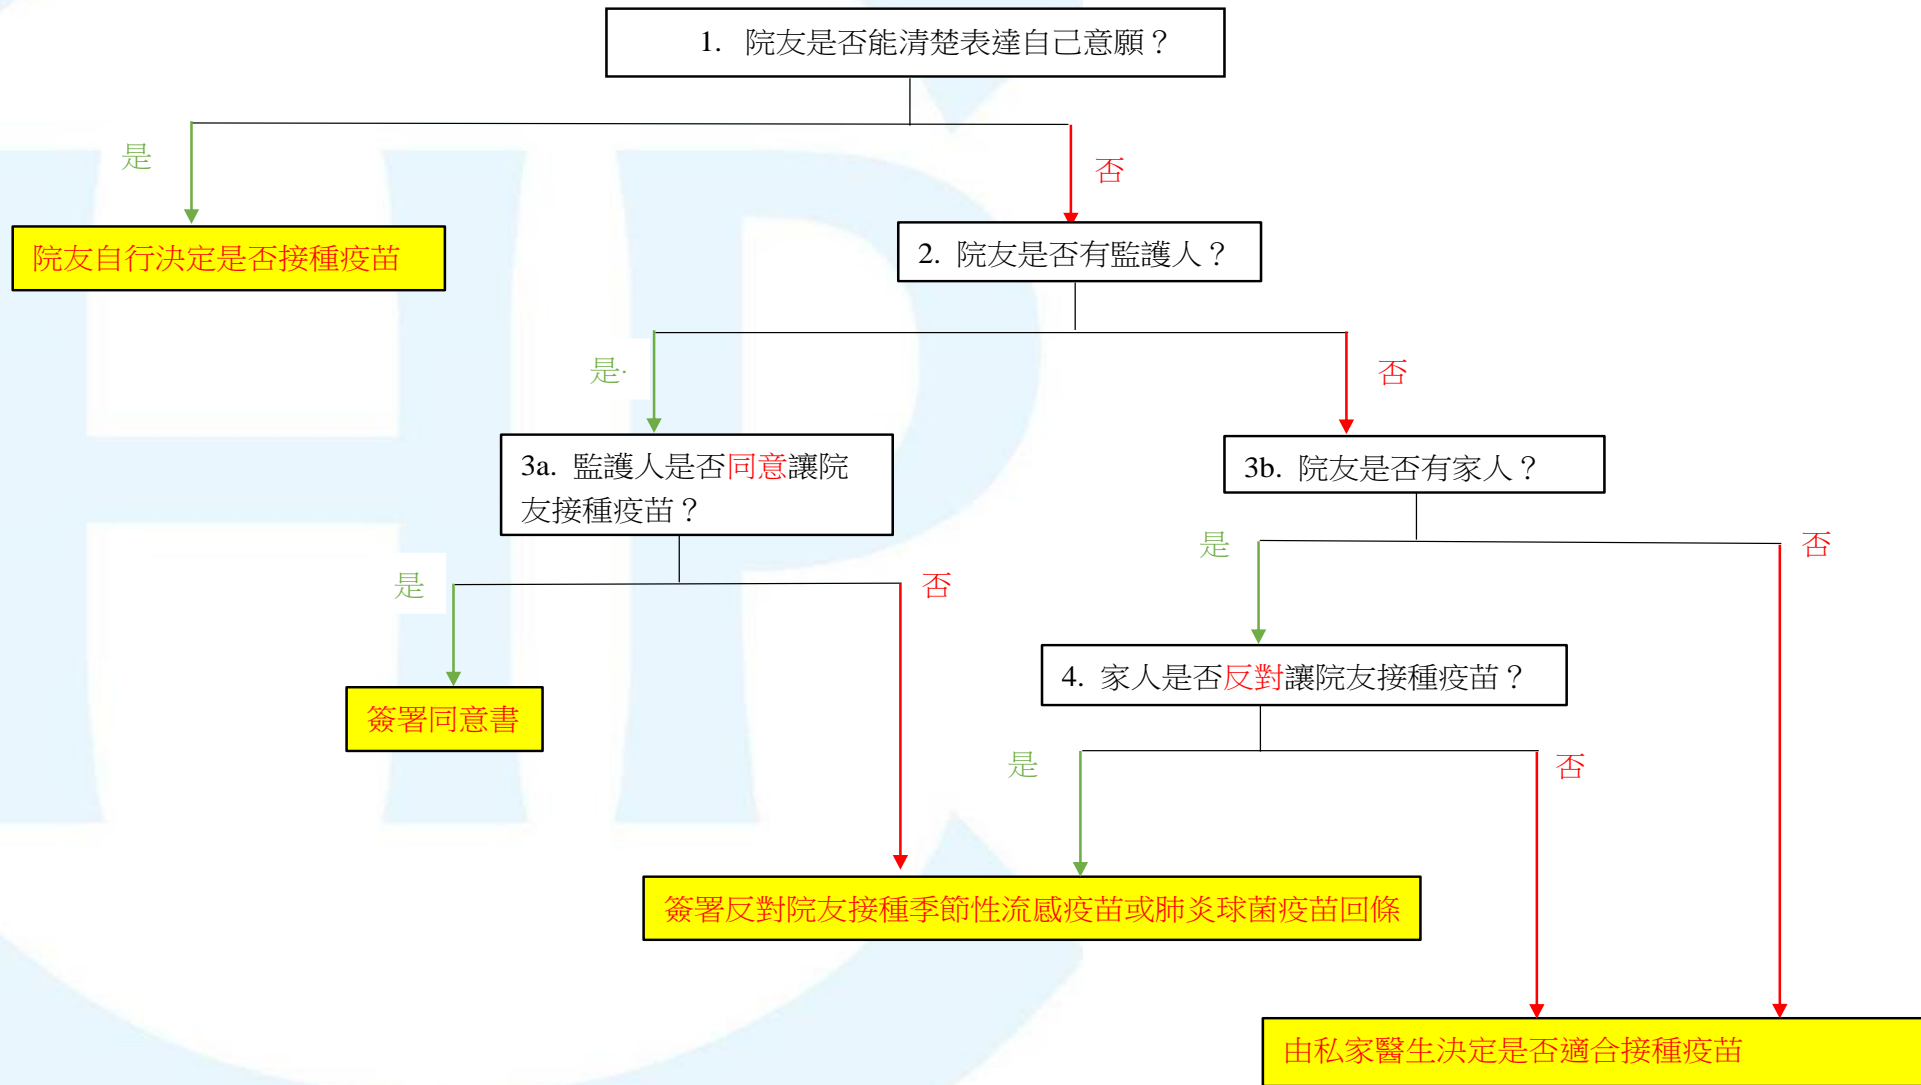 1. 院友是否能清楚表達自己意願？
是
否
院友自行決定是否接種疫苗
2. 院友是否有監護人？
是
否
3a. 監護人是否同意讓院
友接種疫苗？
3b. 院友是否有家人？
是
否
是
否
4. 家人是否反對讓院友接種疫苗？
簽署同意書
是
否
簽署反對院友接種季節性流感疫苗或肺炎球菌疫苗回條
由私家醫生決定是否適合接種疫苗